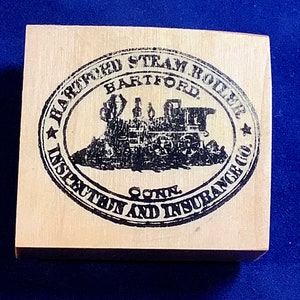 HARTFORD STEAM BOILER
HARTFORD.
CONN.
INSPECTION AND INSURANCE CO.